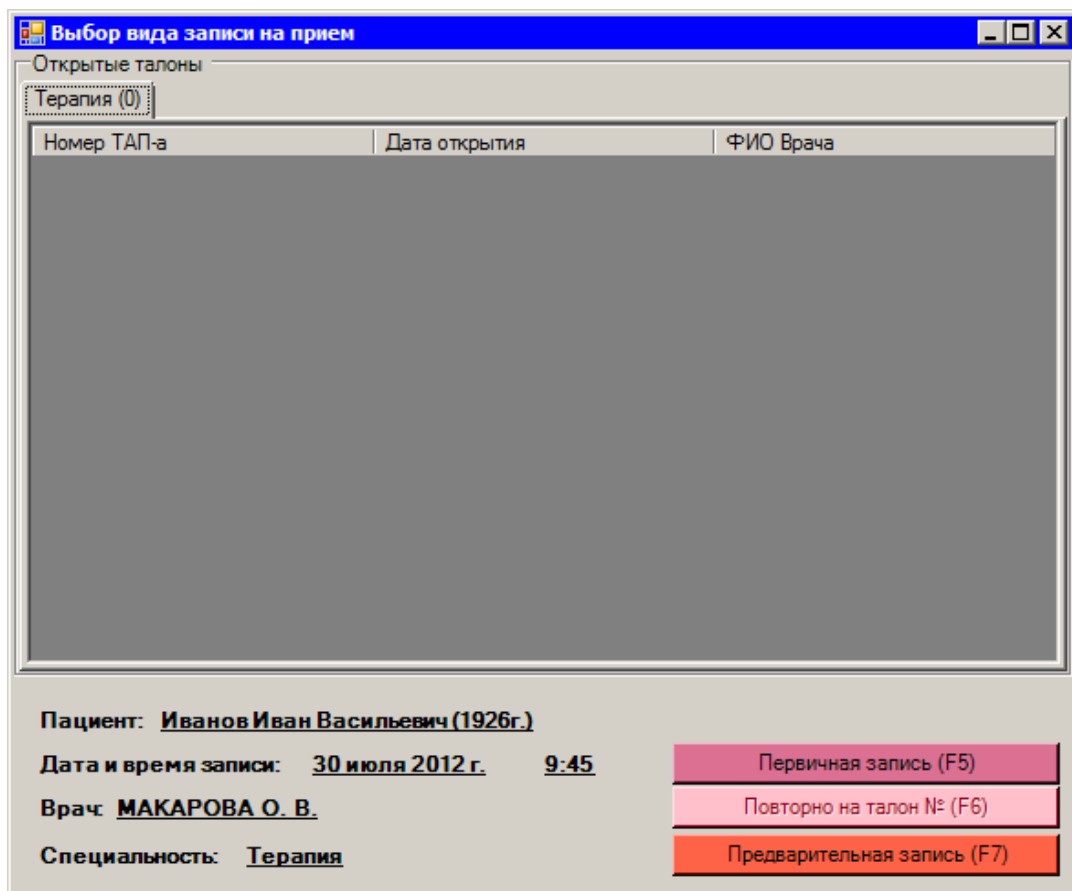 Выбор вида записи на прием
Открытые талоны
Терапия (0)
Номер ТАП-а Дата открытия ФИО Врача
Пациент: Иванов Иван Васильевич (1926г.)
Дата и время записи: 30 июля 2012 г. 9:45
Первичная запись (F5)
Врач: МАКАРОВА О. В.
Повторно на талон № (F6)
Специальность: Терапия
Предварительная запись (F7)